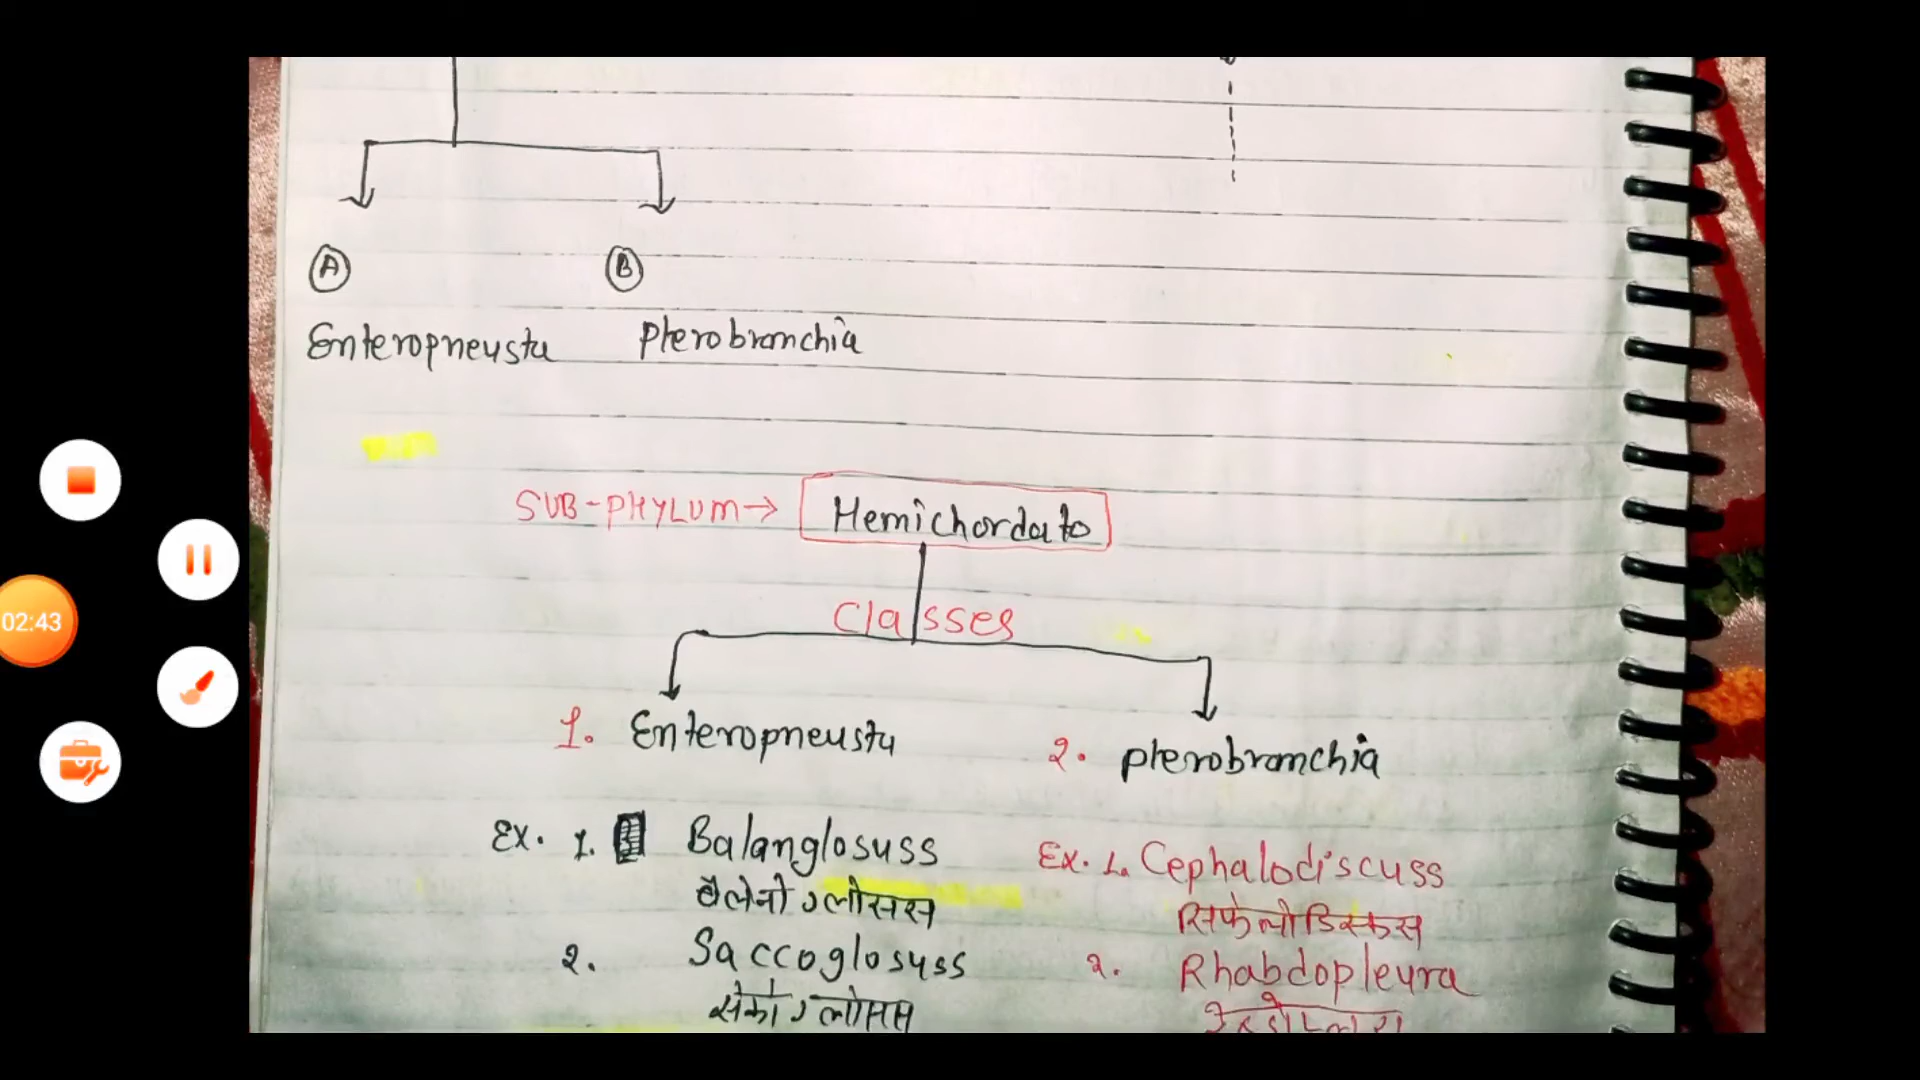 A B
Enteropneusta Pterobranchia
SUB-PHYLUM→ Hemichordata
Classes
1. Enteropneusta 2. pterobranchia
Ex. 1. Balanglosuss Ex. 1. Cephalodiscuss
बैलेनोग्लोसस सिफेलोडिस्कस
2. Saccoglosuss 2. Rhabdopleura
सेकोग्लोसस
02:43